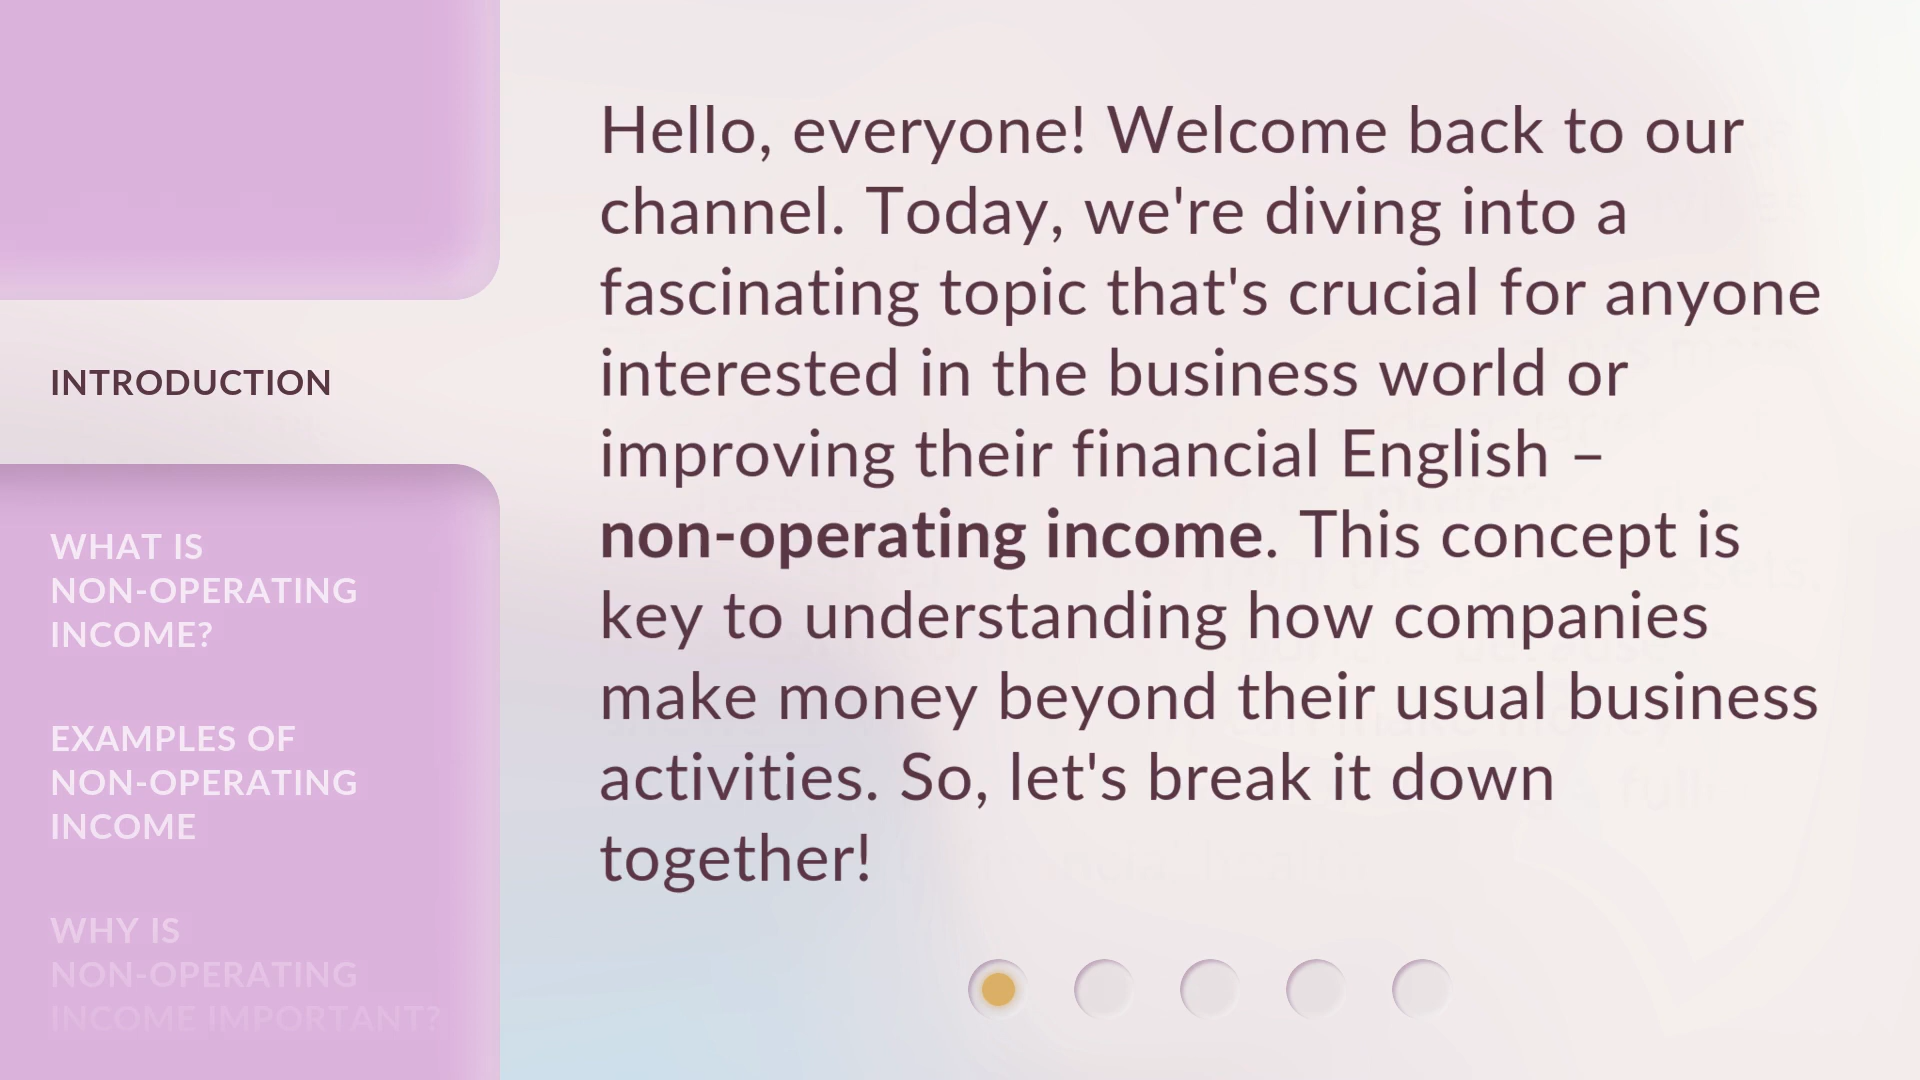 INTRODUCTION
WHAT IS
NON-OPERATING
INCOME?
EXAMPLES OF
NON-OPERATING
INCOME
WHY IS
NON-OPERATING
INCOME IMPORTANT?
Hello, everyone! Welcome back to our
channel. Today, we're diving into a
fascinating topic that's crucial for anyone
interested in the business world or
improving their financial English –
non-operating income. This concept is
key to understanding how companies
make money beyond their usual business
activities. So, let's break it down
together!